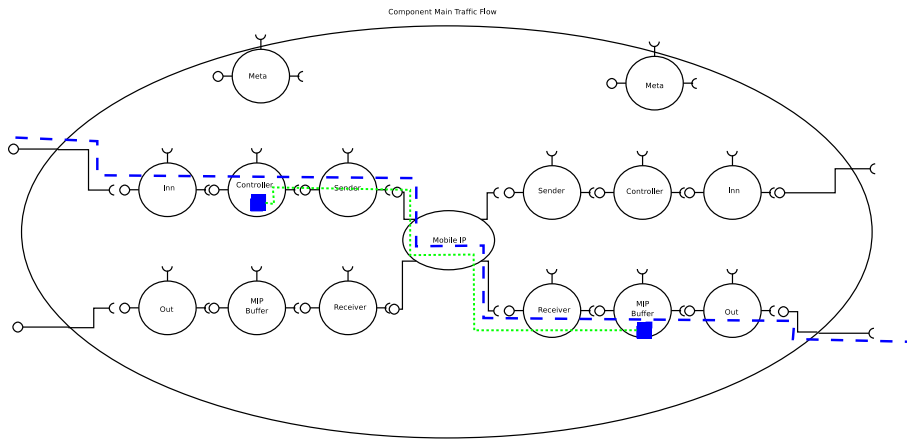 Component Main Traffic Flow
Meta
Meta
Inn
Controller
Sender
Sender
Controller
Inn
Mobile IP
Out
MIP
Buffer
Receiver
Receiver
MIP
Buffer
Out